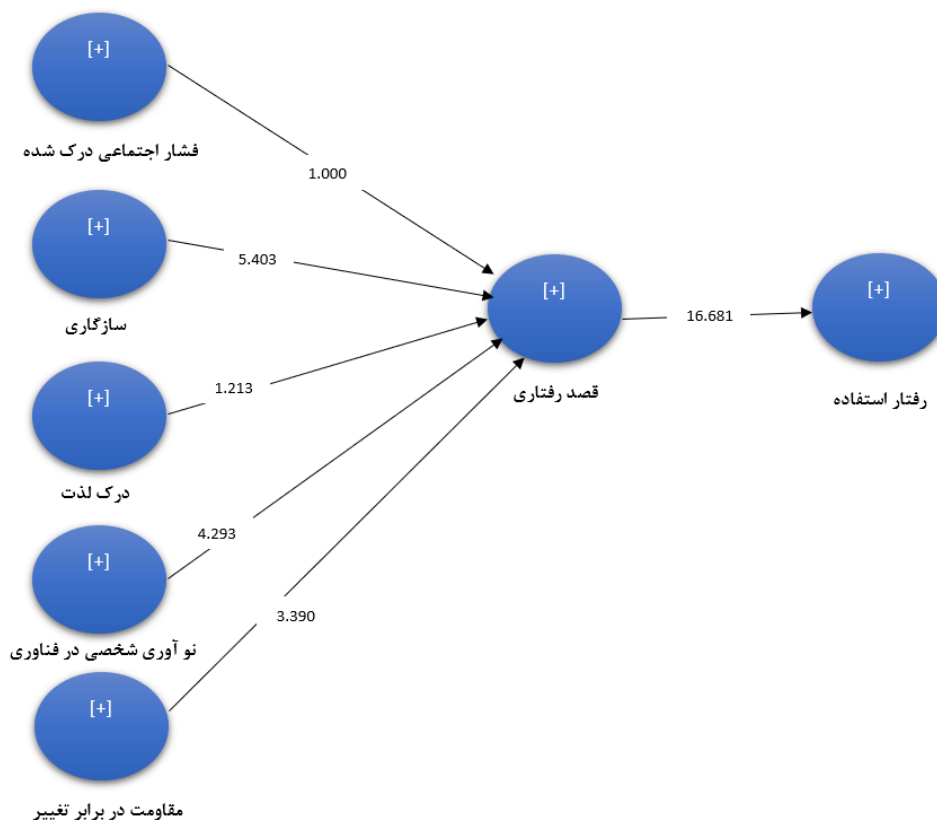 [+]
فشار اجتماعی درک شده
1.000
[+]
سازگاری
5.403
[+]
قصد رفتاری
16.681
[+]
رفتار استفاده
[+]
درک لذت
1.213
[+]
نو آوری شخصی در فناوری
4.293
[+]
مقاومت در برابر تغییر
3.390